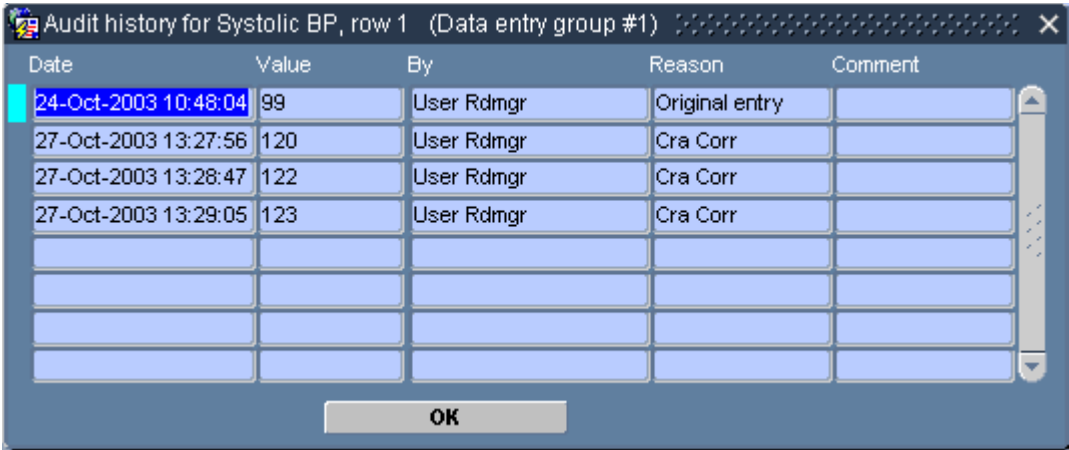 Audit history for Systolic BP, row 1 (Data entry group #1)
Date Value By Reason Comment
24-Oct-2003 10:48:04 99 User Rdmgr Original entry
27-Oct-2003 13:27:56 120 User Rdmgr Cra Corr
27-Oct-2003 13:28:47 122 User Rdmgr Cra Corr
27-Oct-2003 13:29:05 123 User Rdmgr Cra Corr
OK